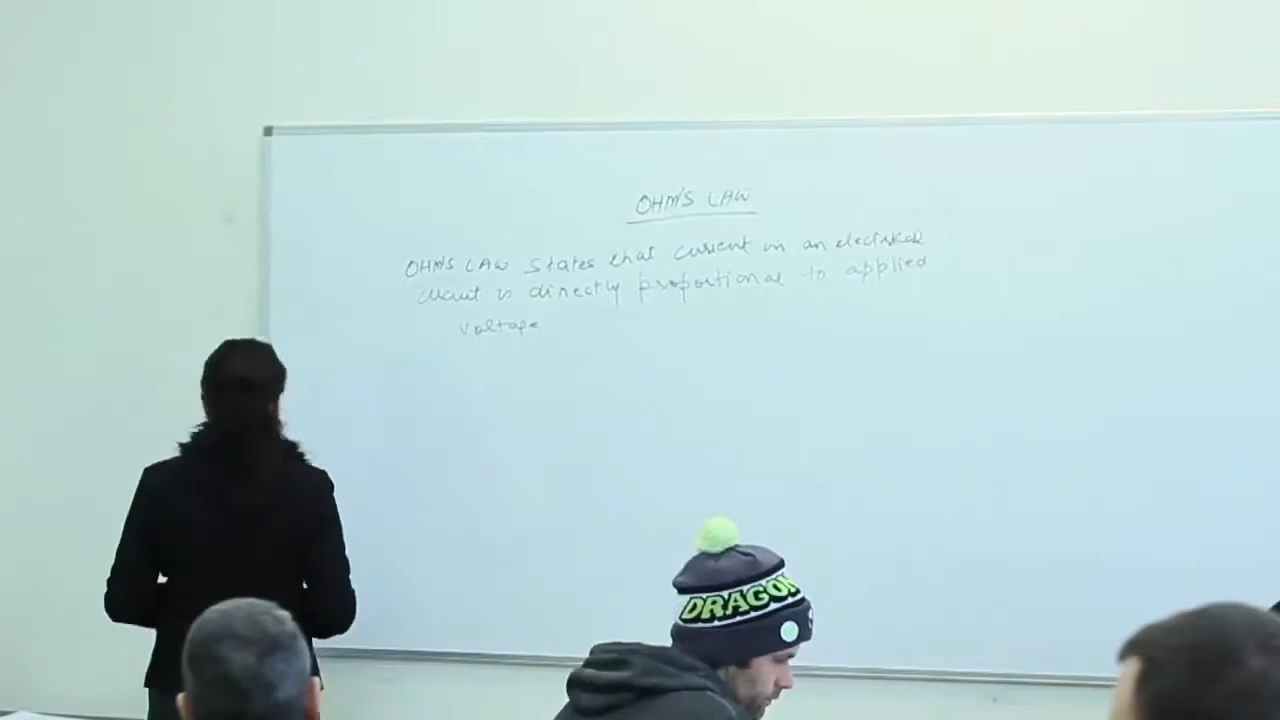 OHM'S LAW
OHM'S LAW states that current in an electrical
circuit is directly proportional to applied
voltage
DRAGON